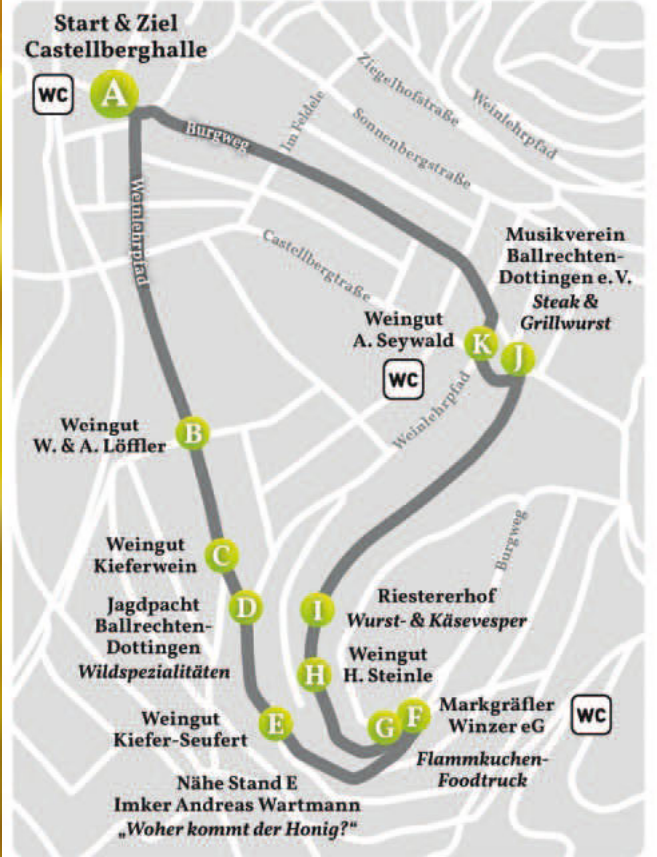 Start & Ziel
Castellberghalle
WC
A
Burgweg
Im Feldele
Ziegelhofstraße
Weinlehrpfad
Sonnenbergstraße
Weinlehrpfad
Castellbergtraße
Musikverein
Ballrechten-
Dottingen e.V.
Steak &
Grillwurst
Weingut
A. Seywald
K
J
WC
Weinlehrpfad
Weingut
W. & A. Löffler
B
Burgweg
Weingut
Kieferwein
C
Jagdpacht
Ballrechten-
Dottingen
Wildspezialitäten
D
I
Riestererhof
Wurst- & Käsevesper
H
Weingut
H. Steinle
Weingut
Kiefer-Seufert
E
G
F
Markgräfler
Winzer eG
WC
Flammkuchen-
Foodtruck
Nähe Stand E
Imker Andreas Wartmann
„Woher kommt der Honig?“